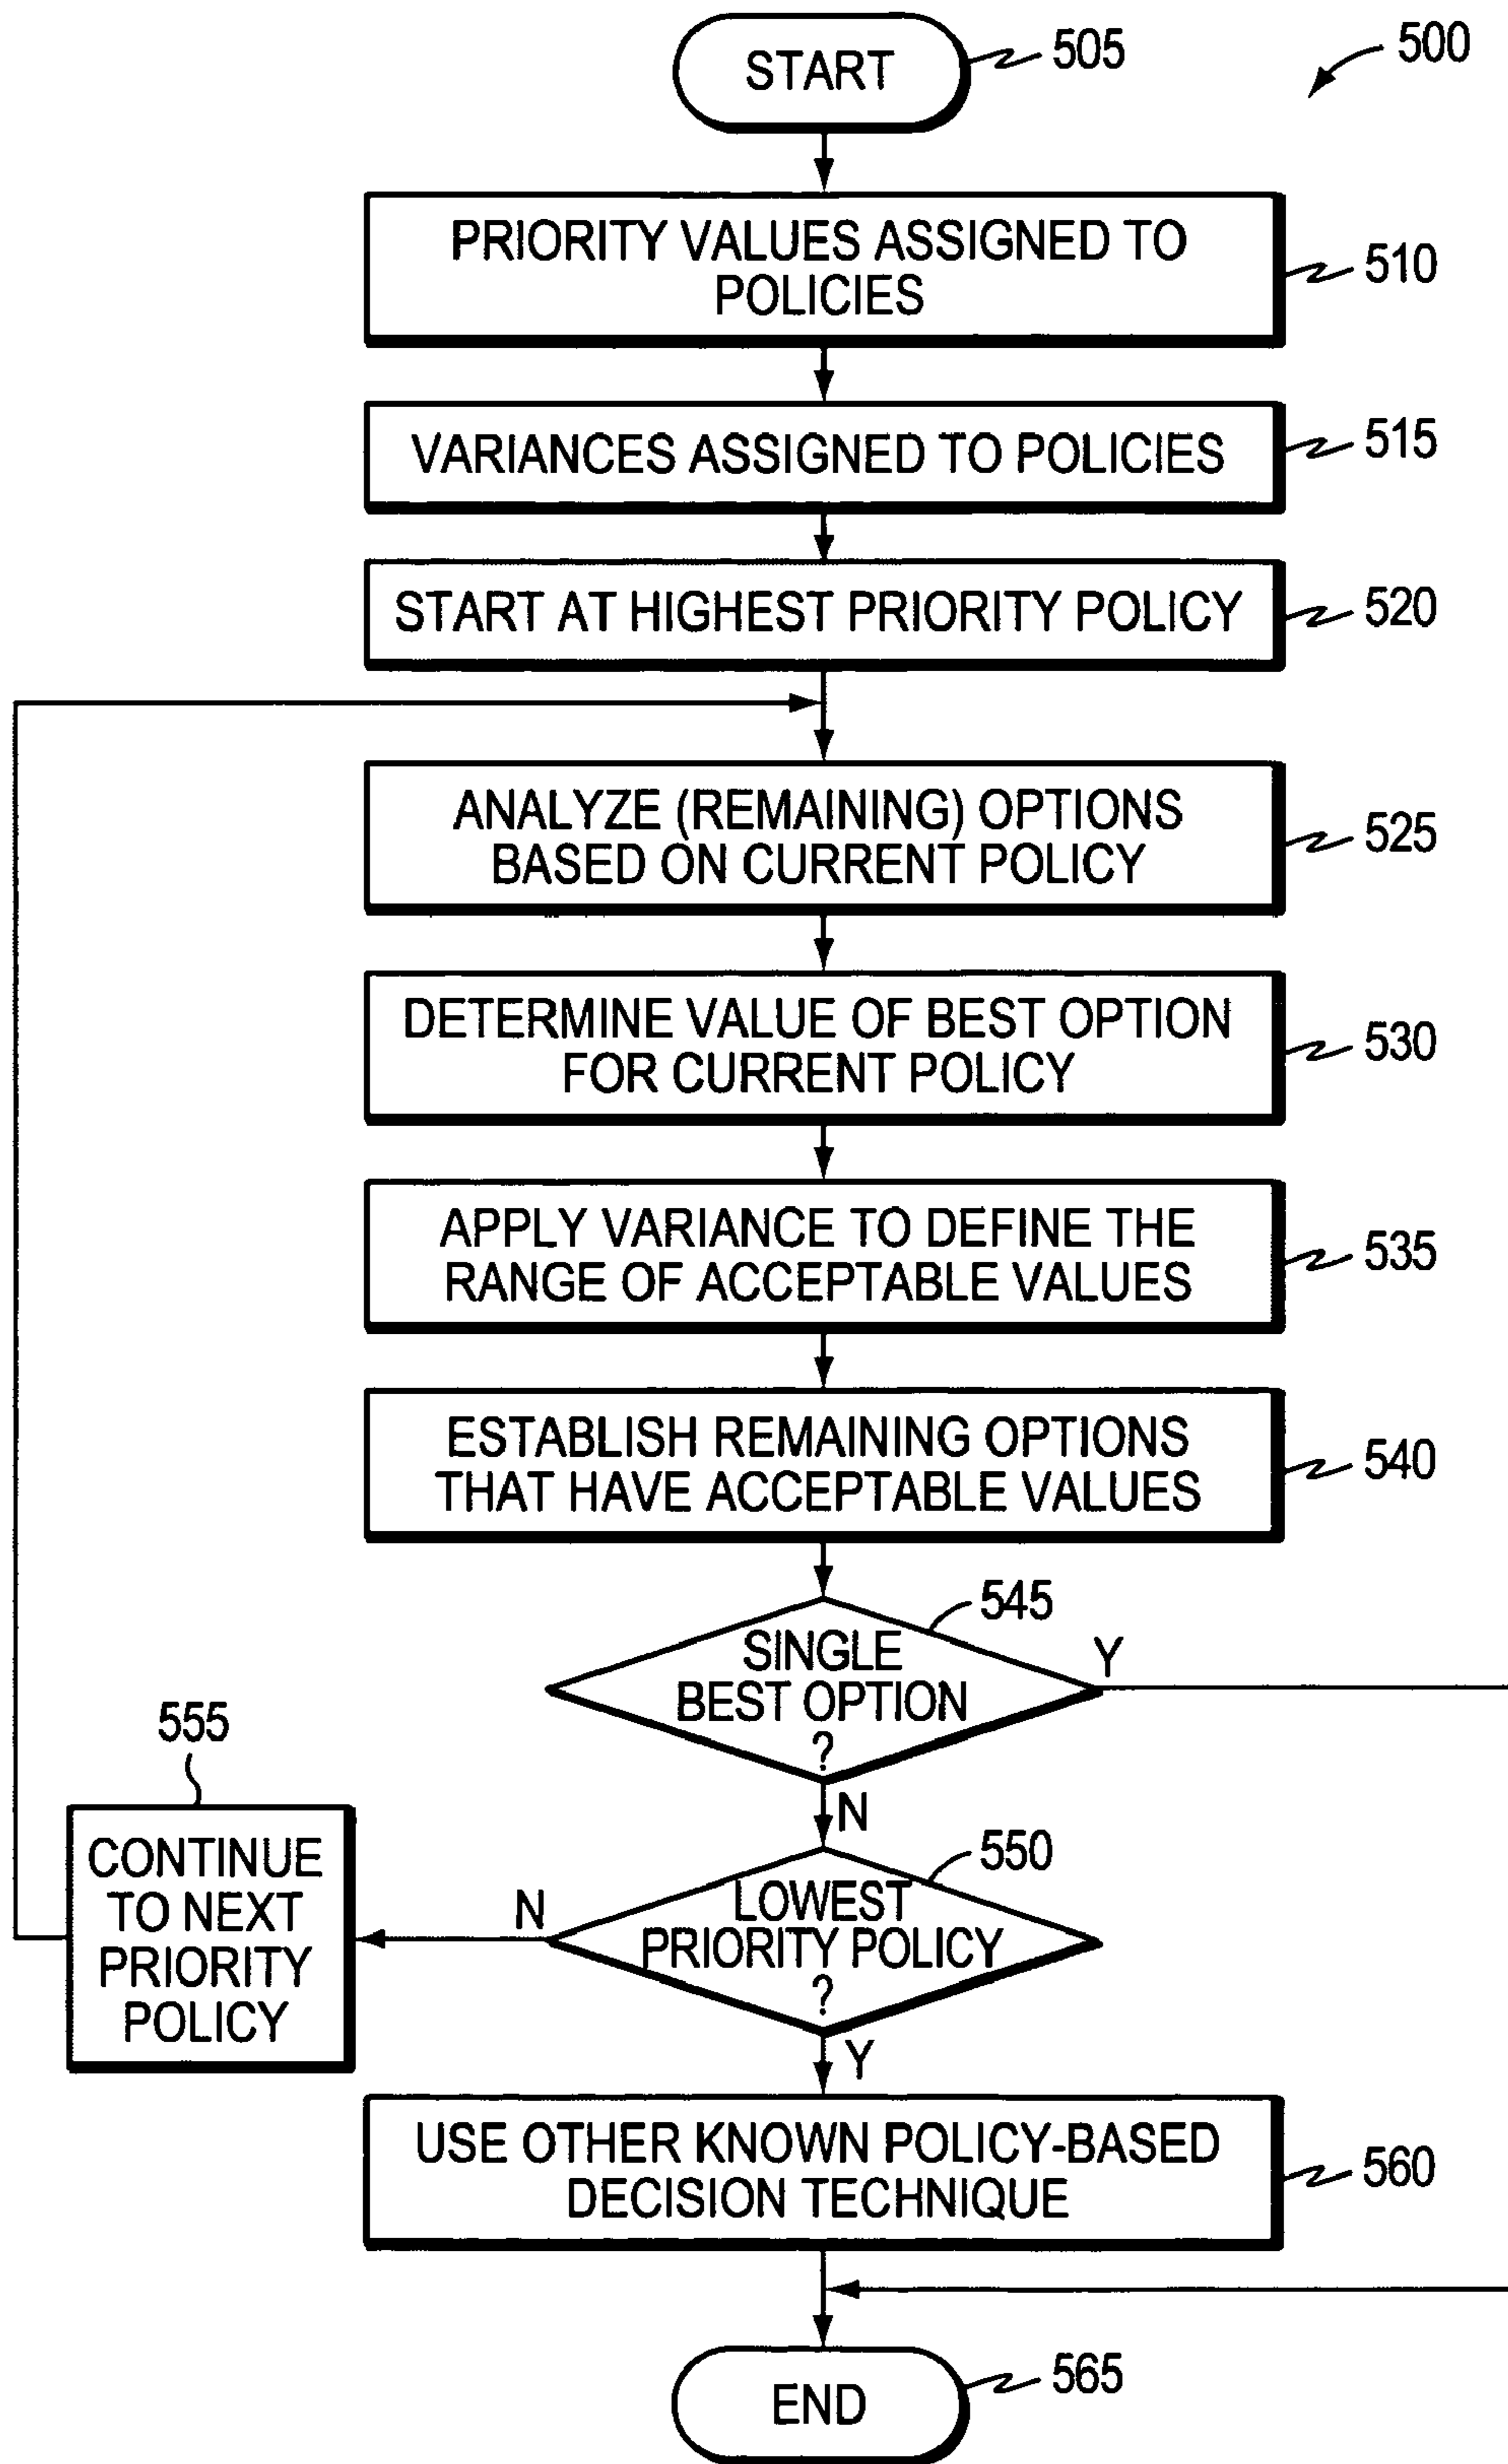 START
505
500
PRIORITY VALUES ASSIGNED TO
POLICIES
510
VARIANCES ASSIGNED TO POLICIES
515
START AT HIGHEST PRIORITY POLICY
520
ANALYZE (REMAINING) OPTIONS
BASED ON CURRENT POLICY
525
DETERMINE VALUE OF BEST OPTION
FOR CURRENT POLICY
530
APPLY VARIANCE TO DEFINE THE
RANGE OF ACCEPTABLE VALUES
535
ESTABLISH REMAINING OPTIONS
THAT HAVE ACCEPTABLE VALUES
540
545
SINGLE
BEST OPTION
?
Y
N
555
CONTINUE
TO NEXT
PRIORITY
POLICY
N
550
LOWEST
PRIORITY POLICY
?
Y
USE OTHER KNOWN POLICY-BASED
DECISION TECHNIQUE
560
END
565